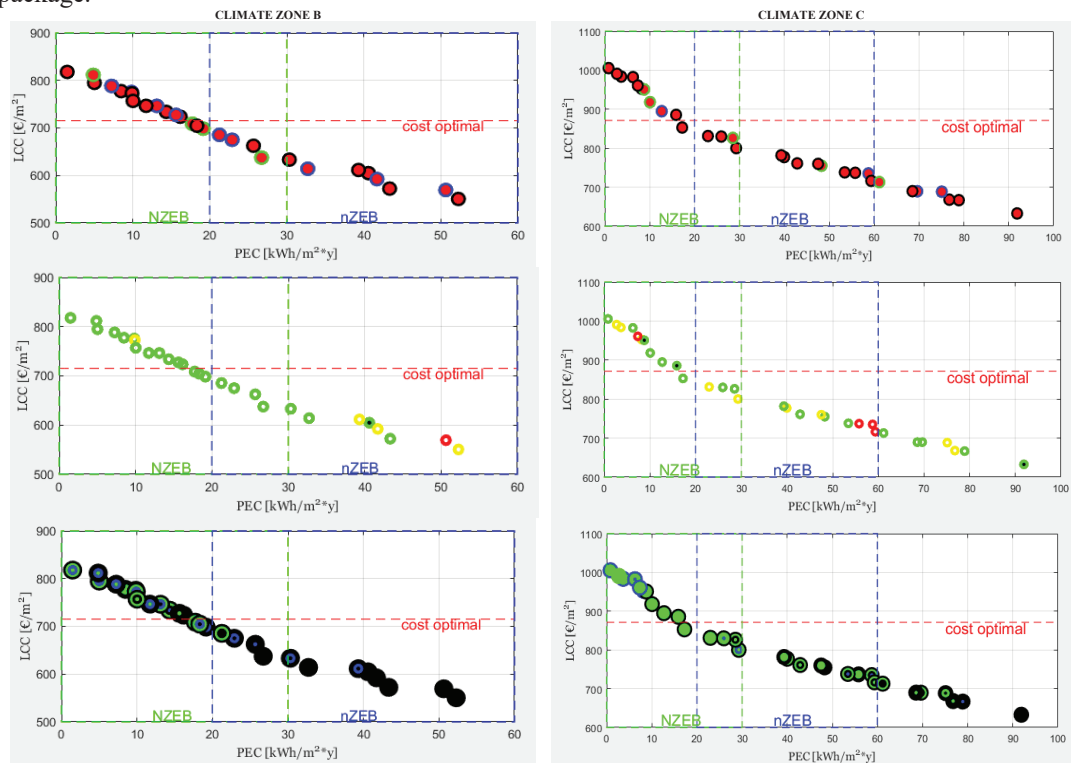 package.
CLIMATE ZONE B
900
800
700
600
500
LCC [€/m²]
cost optimal
NZEB
nZEB
0 10 20 30 40 50 60
PEC [kWh/m²*y]
CLIMATE ZONE C
1100
1000
900
800
700
600
LCC [€/m²]
cost optimal
NZEB
nZEB
0 10 20 30 40 50 60 70 80 90 100
PEC [kWh/m²*y]
900
800
700
600
500
LCC [€/m²]
cost optimal
NZEB
nZEB
0 10 20 30 40 50 60
PEC [kWh/m²*y]
1100
1000
900
800
700
600
LCC [€/m²]
cost optimal
NZEB
nZEB
0 10 20 30 40 50 60 70 80 90 100
PEC [kWh/m²*y]
900
800
700
600
500
LCC [€/m²]
cost optimal
NZEB
nZEB
0 10 20 30 40 50 60
PEC [kWh/m²*y]
1100
1000
900
800
700
600
LCC [€/m²]
cost optimal
NZEB
nZEB
0 10 20 30 40 50 60 70 80 90 100
PEC [kWh/m²*y]